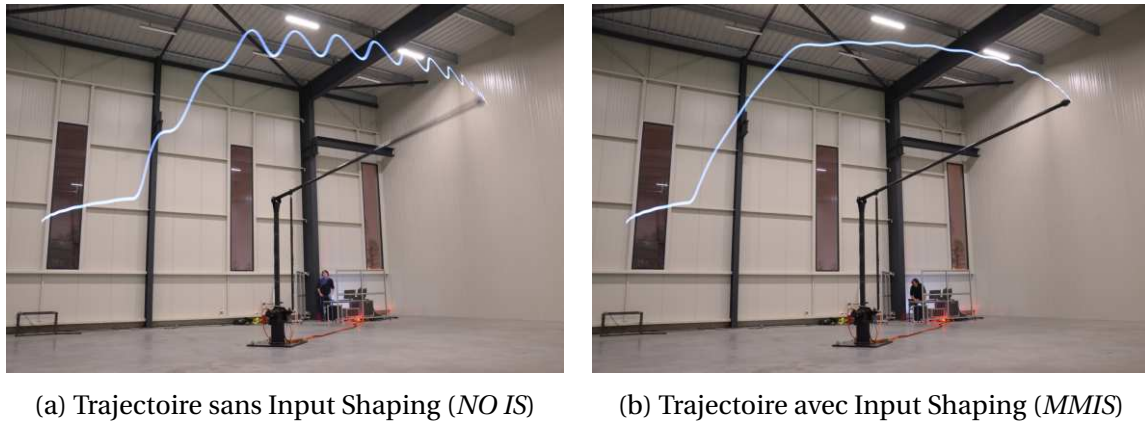 (a) Trajectoire sans Input Shaping (NO IS)
(b) Trajectoire avec Input Shaping (MMIS)